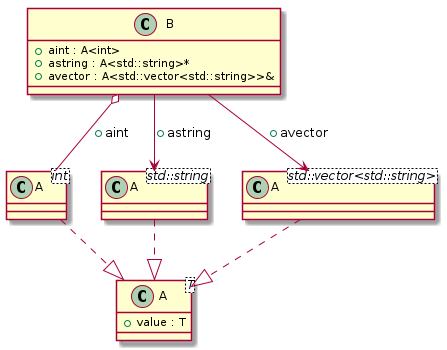 C B
aint : A<int>
astring : A<std::string>*
avector : A<std::vector<std::string>>&
+aint
+astring
+avector
C A int
C A std::string
C A std::vector<std::string>
C A T
value : T